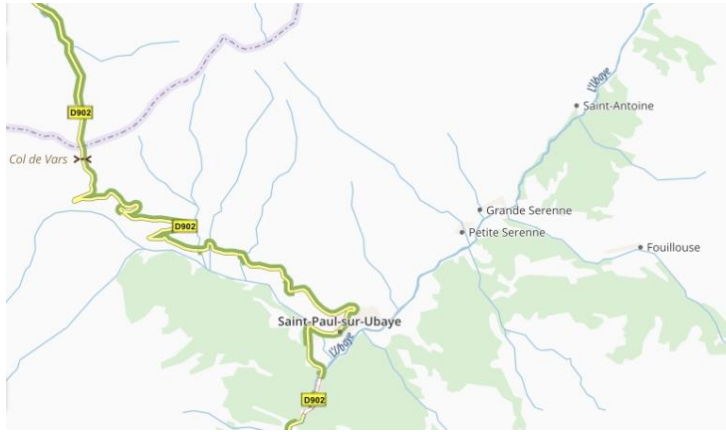 L'Ubaye
Saint-Antoine
D902
Col de Vars
Grande Serenne
D902
Petite Serenne
Fouillouse
Saint-Paul-sur-Ubaye
L'Ubaye
D902